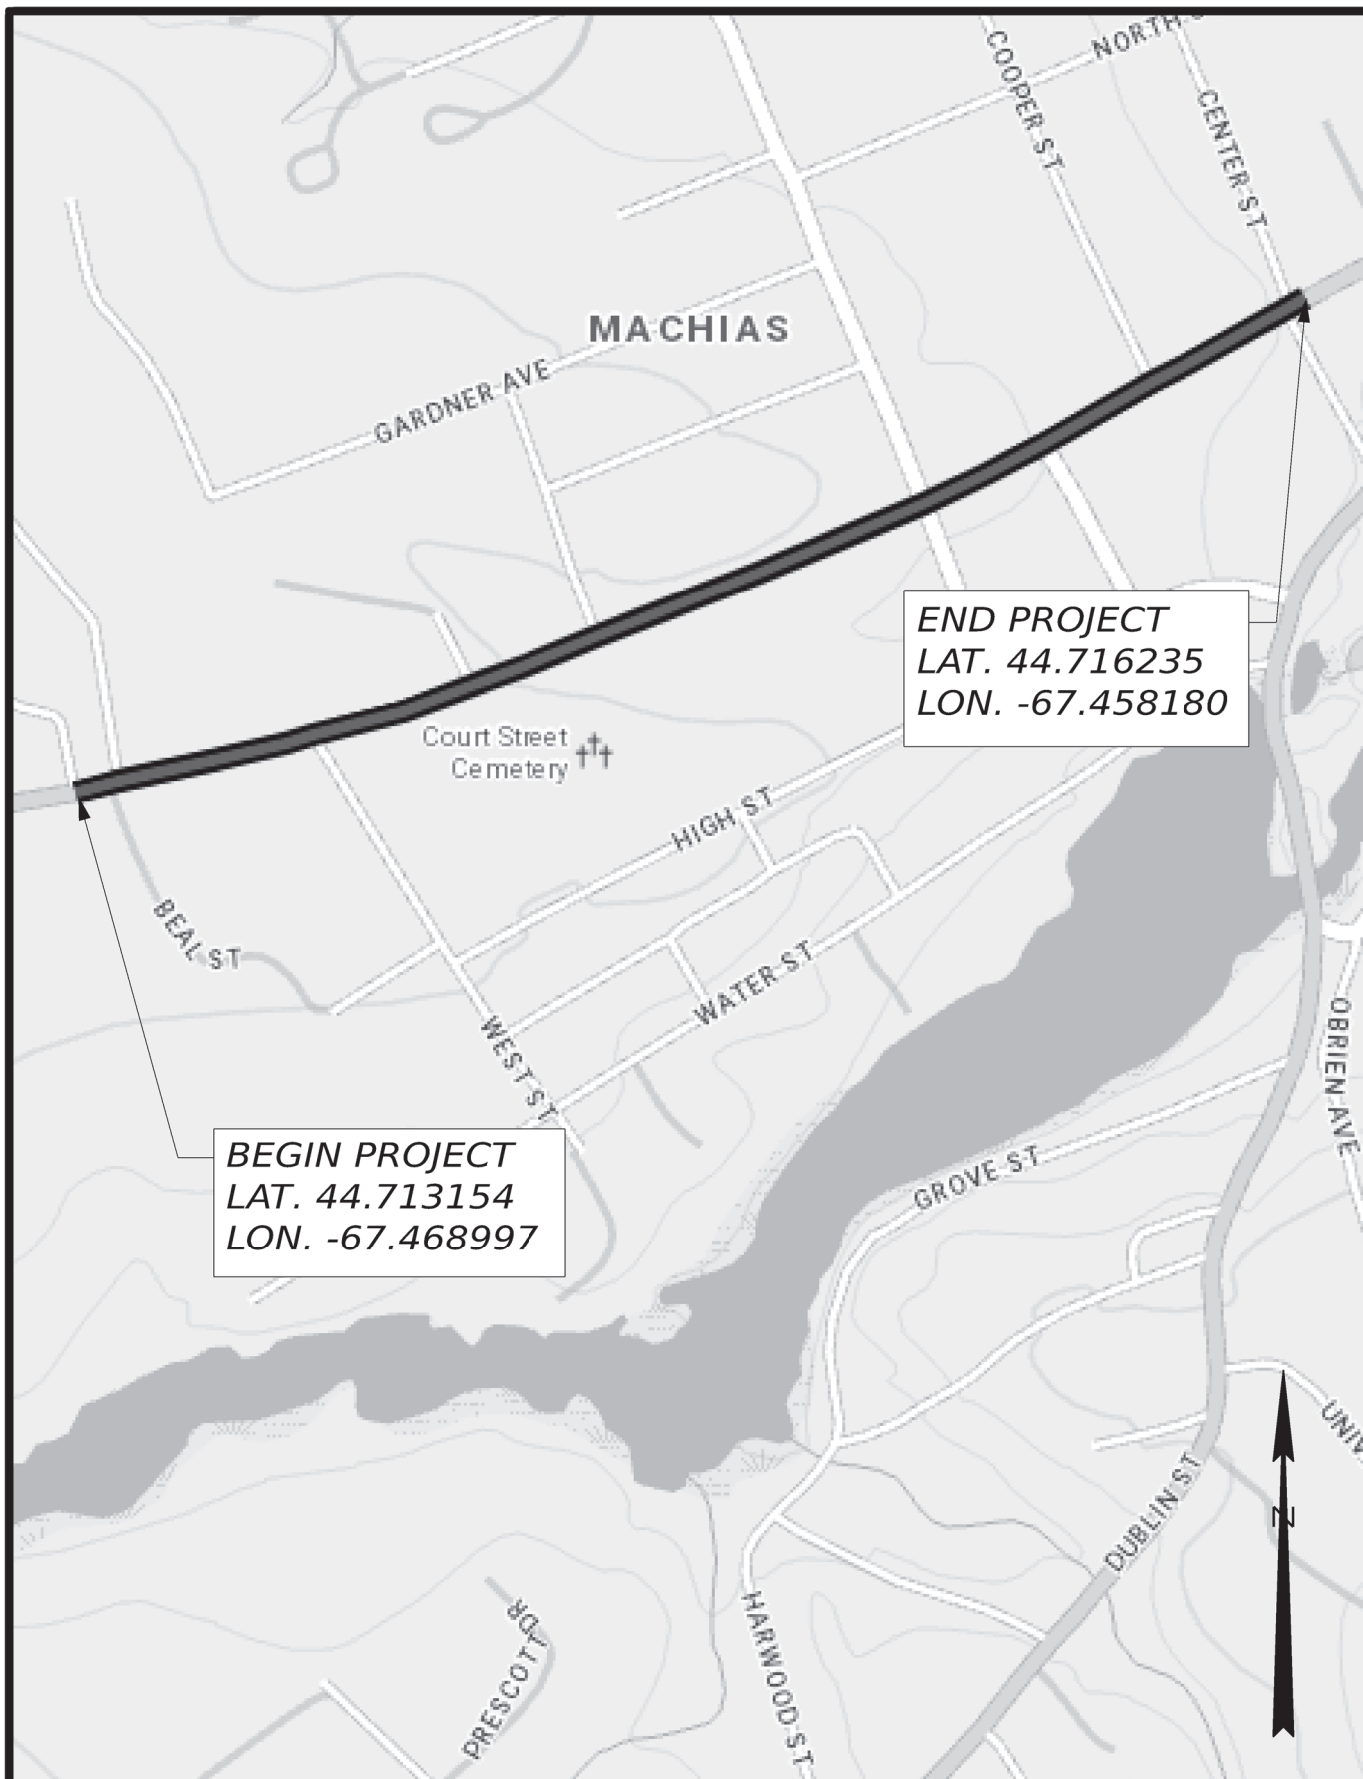 NORTH
COOPER ST
CENTER ST
MACHIAS
GARDNER AVE
END PROJECT
LAT. 44.716235
LON. -67.458180
Court Street
Cemetery
HIGH ST
BEAL ST
WATER ST
WEST ST
OBRIEN AVE
BEGIN PROJECT
LAT. 44.713154
LON. -67.468997
GROVE ST
UNIV
DUBLIN ST
N
HARWOOD ST
PRESCOTT DR